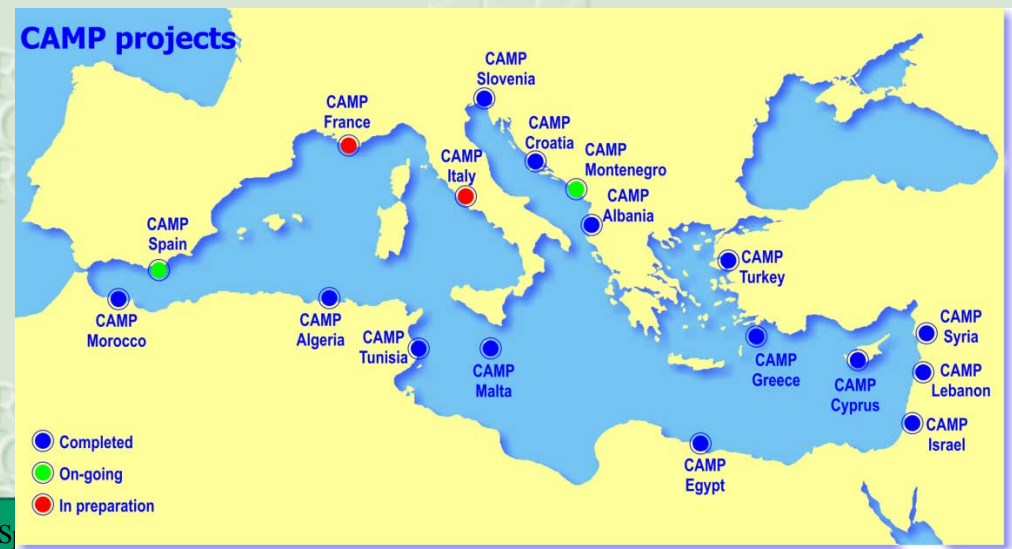 CAMP projects
CAMP
Slovenia
CAMP
France
CAMP
Croatia
CAMP
Italy
CAMP
Montenegro
CAMP
Albania
CAMP
Spain
CAMP
Turkey
CAMP
Morocco
CAMP
Algeria
CAMP
Tunisia
CAMP
Malta
CAMP
Greece
CAMP
Cyprus
CAMP
Syria
CAMP
Lebanon
CAMP
Israel
CAMP
Egypt
Completed
On-going
In preparation